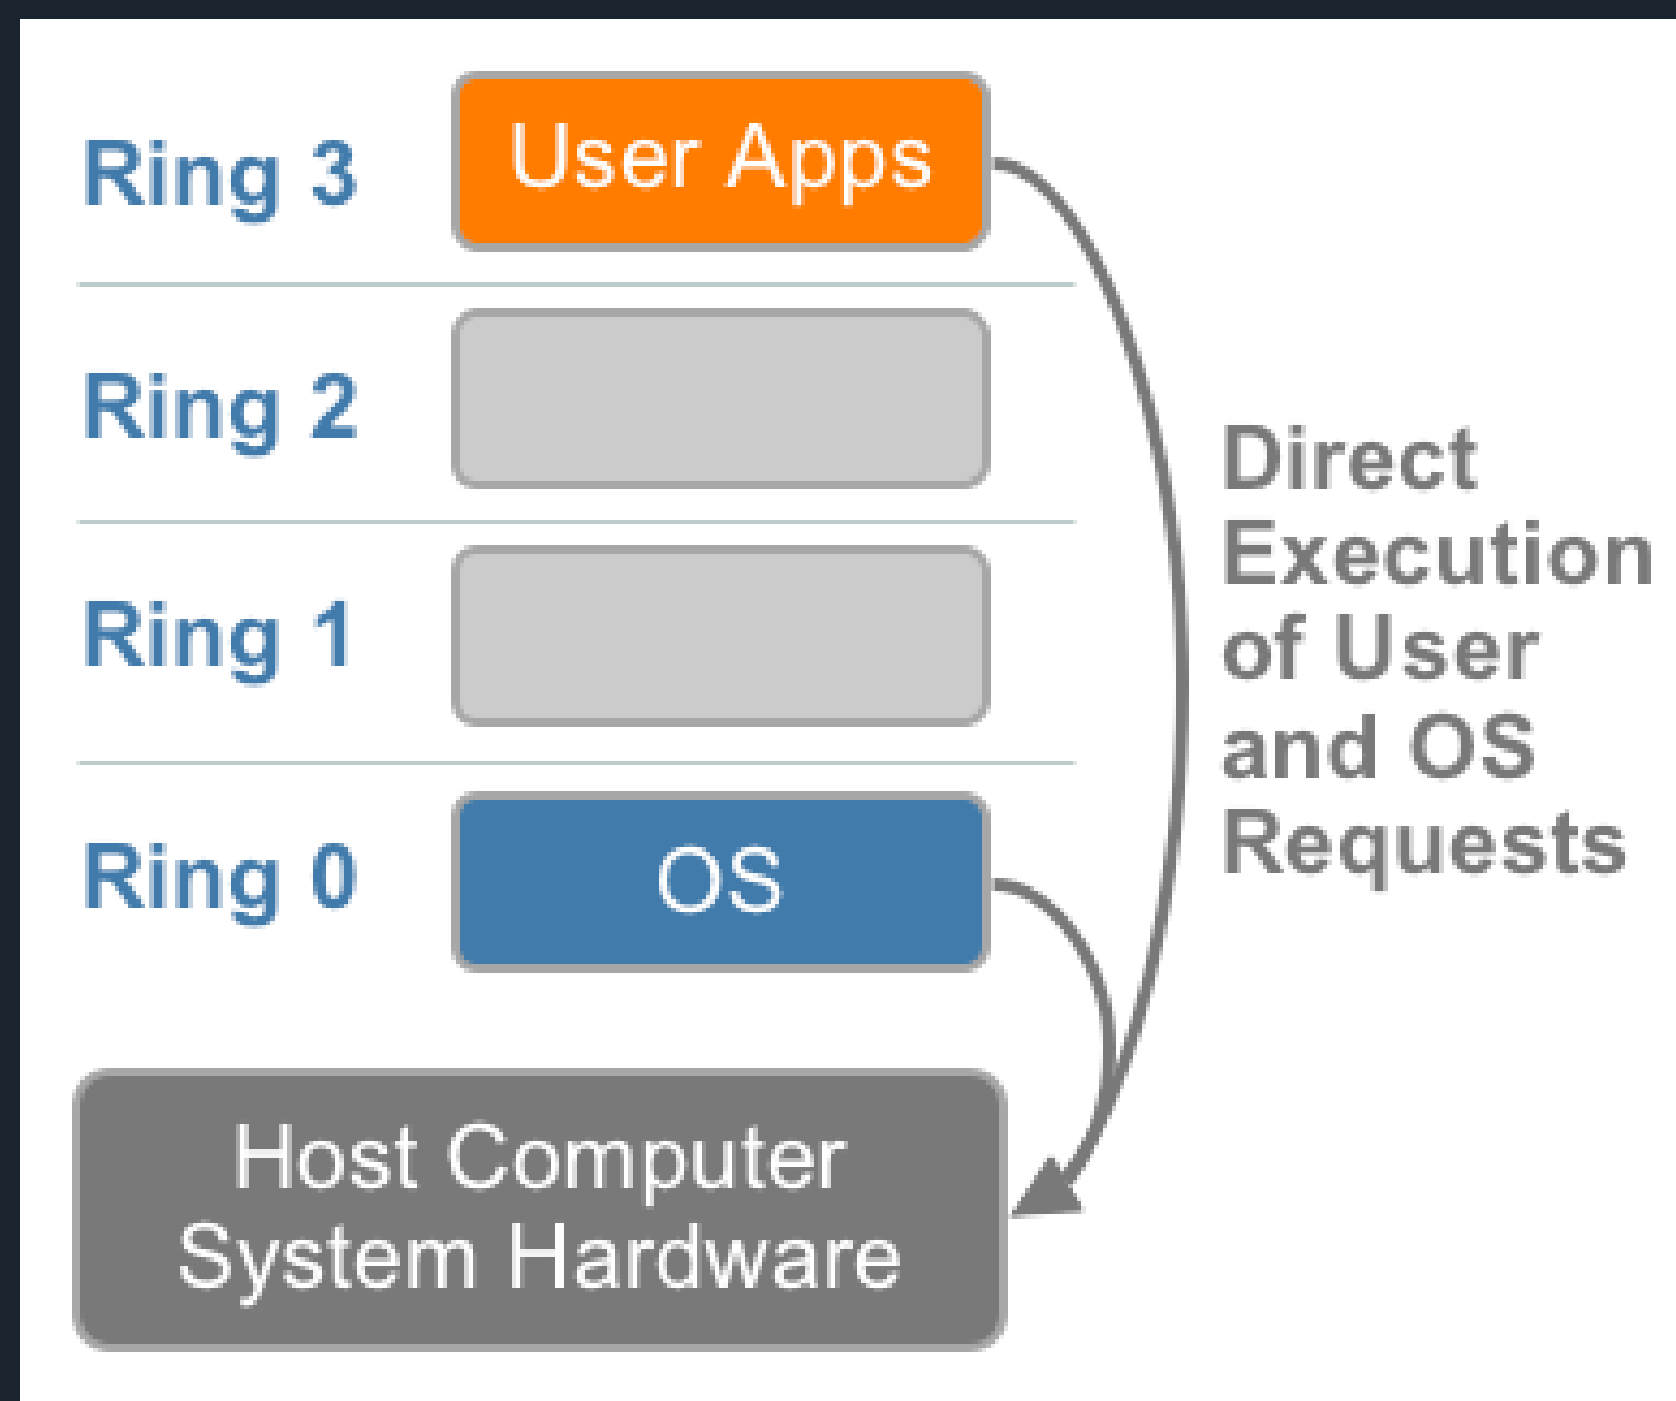 Ring 3
User Apps
Ring 2
Ring 1
Ring 0
OS
Direct
Execution
of User
and OS
Requests
Host Computer
System Hardware